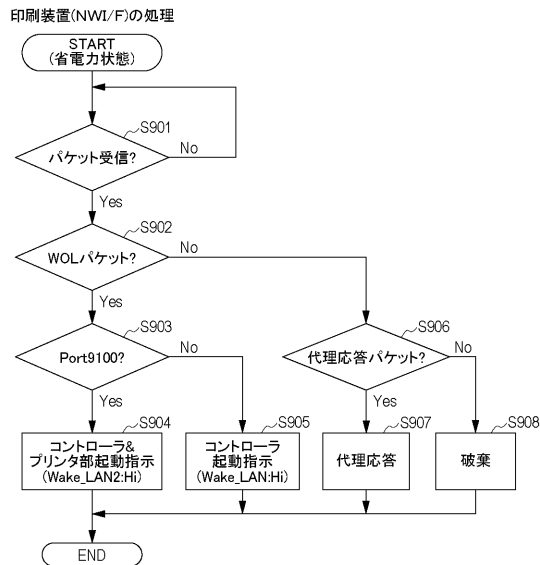 印刷装置(NWI/F)の処理
START
(省電力状態)
S901
パケット受信?
No
Yes
S902
WOLパケット?
No
Yes
S903
Port9100?
No
Yes
S906
代理応答パケット?
No
Yes
S904
コントローラ&
プリンタ部起動指示
(Wake_LAN2:Hi)
S905
コントローラ
起動指示
(Wake_LAN:Hi)
S907
代理応答
S908
破棄
END